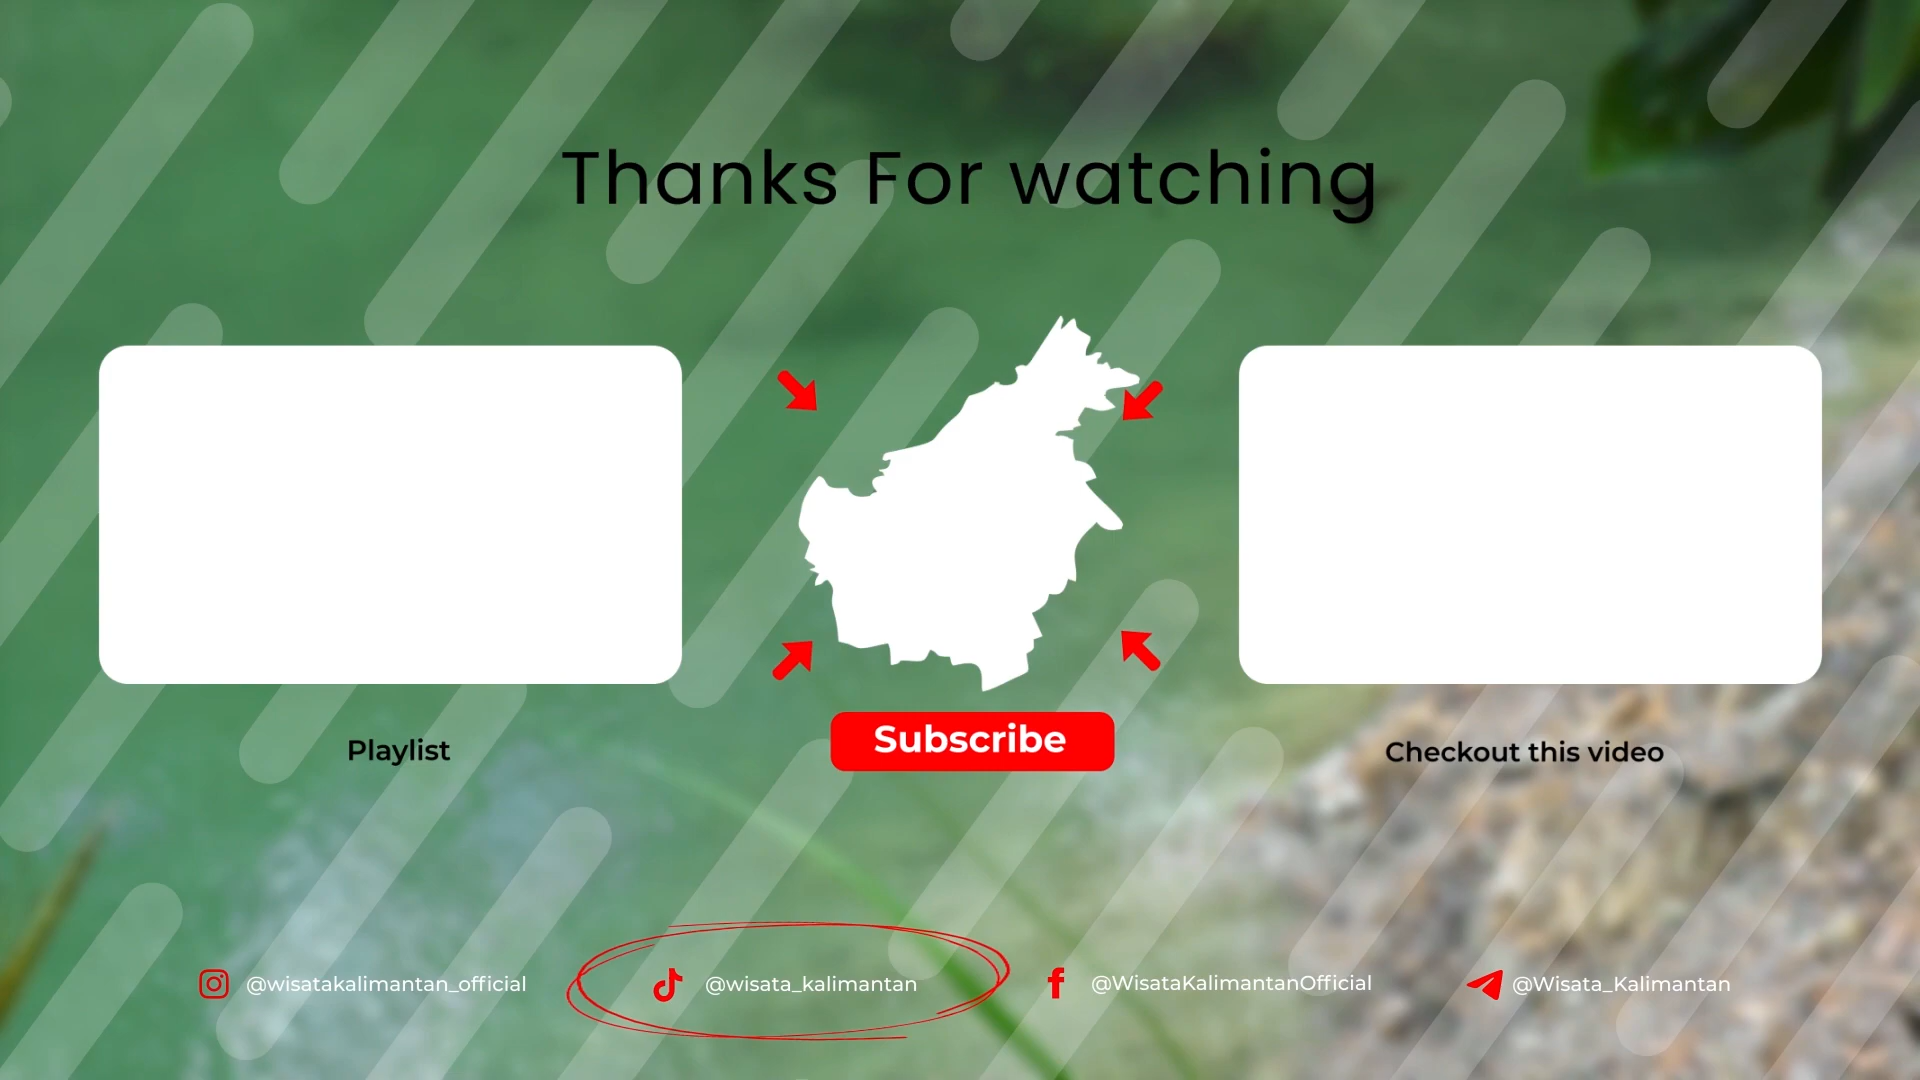 Thanks For watching
Subscribe
Playlist
Checkout this video
@wisatakalimantan_official
@wisata_kalimantan
@WisataKalimantanOfficial
@Wisata_Kalimantan